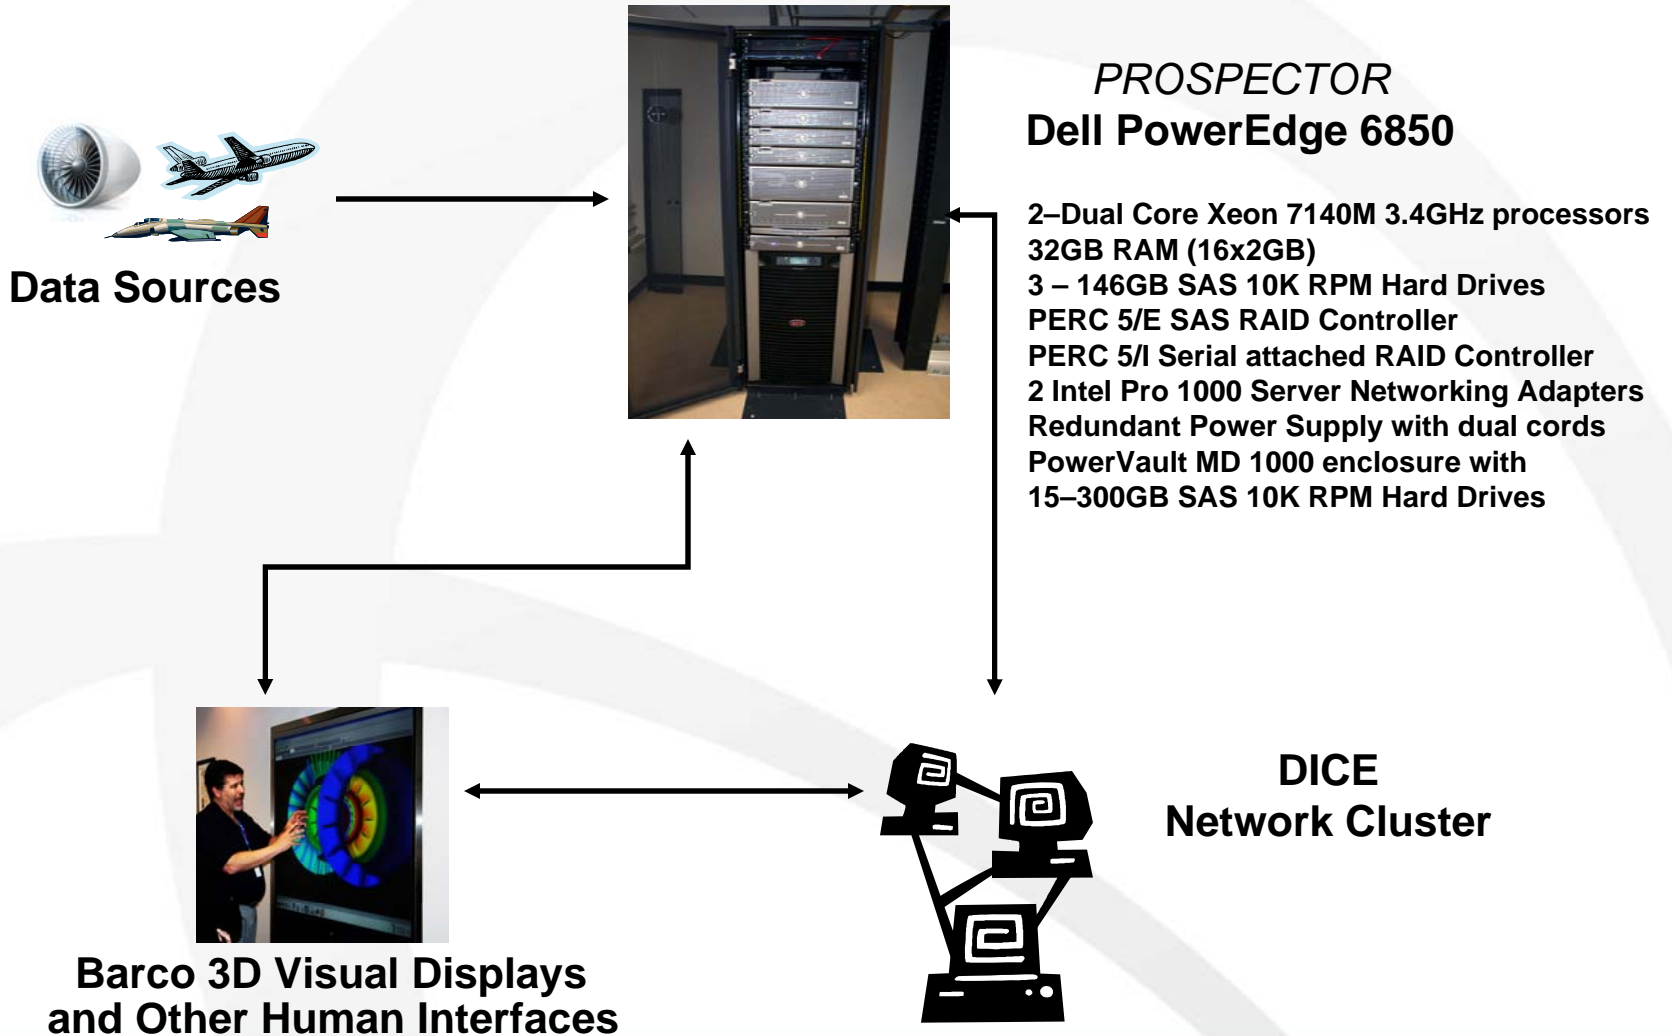 PROSPECTOR
Dell PowerEdge 6850
2–Dual Core Xeon 7140M 3.4GHz processors
32GB RAM (16x2GB)
3 – 146GB SAS 10K RPM Hard Drives
PERC 5/E SAS RAID Controller
PERC 5/I Serial attached RAID Controller
2 Intel Pro 1000 Server Networking Adapters
Redundant Power Supply with dual cords
PowerVault MD 1000 enclosure with
15–300GB SAS 10K RPM Hard Drives
Data Sources
DICE
Network Cluster
Barco 3D Visual Displays
and Other Human Interfaces